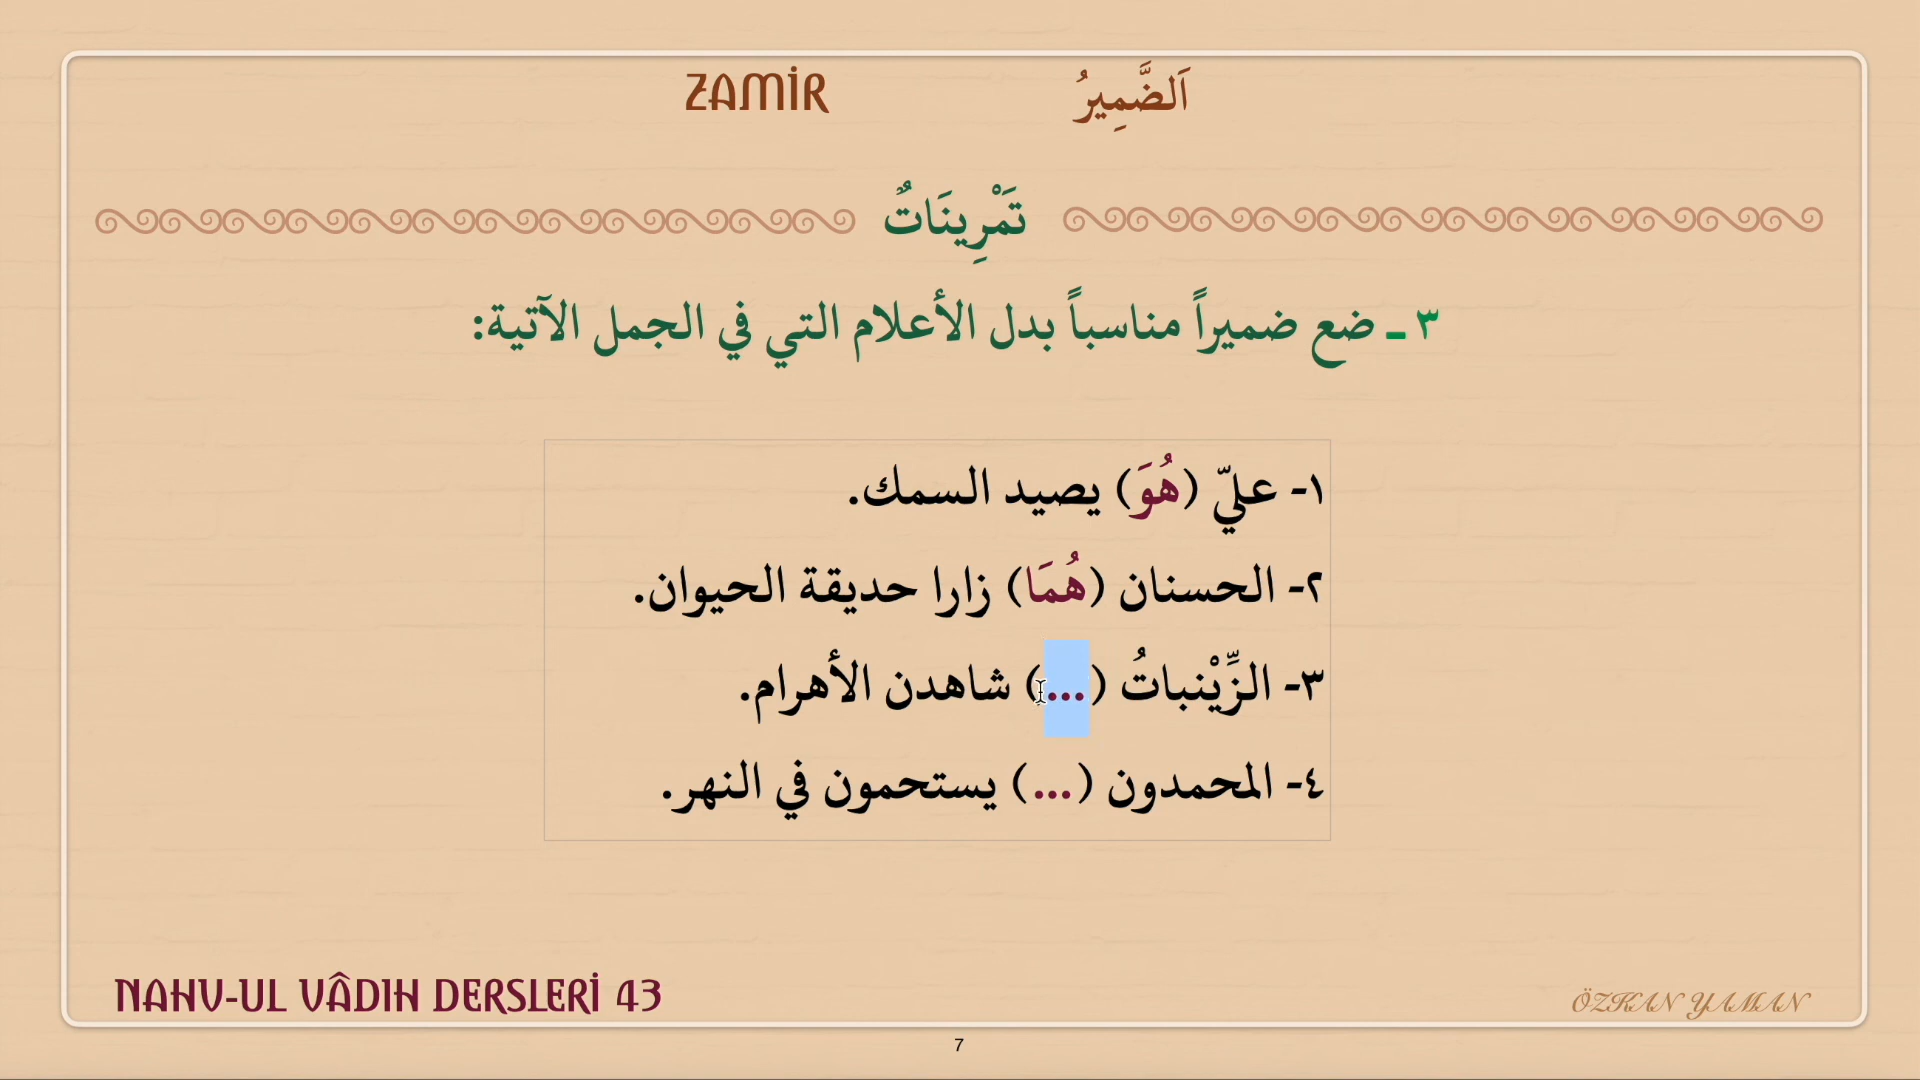 ZAMİR اَلضَّمِيرُ
تَمْرِينَاتٌ
٣ ـ ضع ضميراً مناسباً بدل الأعلام التي في الجمل الآتية:
١- عليّ (هُوَ) يصيد السمك.
٢- الحسنان (هُمَا) زارا حديقة الحيوان.
٣- الزَّيْنباتُ (...) شاهدن الأهرام.
٤- المحمدون (...) يستحمون في النهر.
NAHV-UL VÂDIH DERSLERİ 43
ÖZKAN YAMAN
7